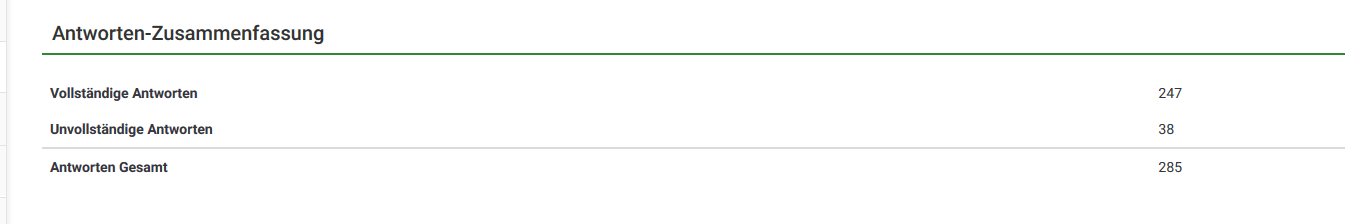 Antworten-Zusammenfassung
Vollständige Antworten 247
Unvollständige Antworten 38
Antworten Gesamt 285